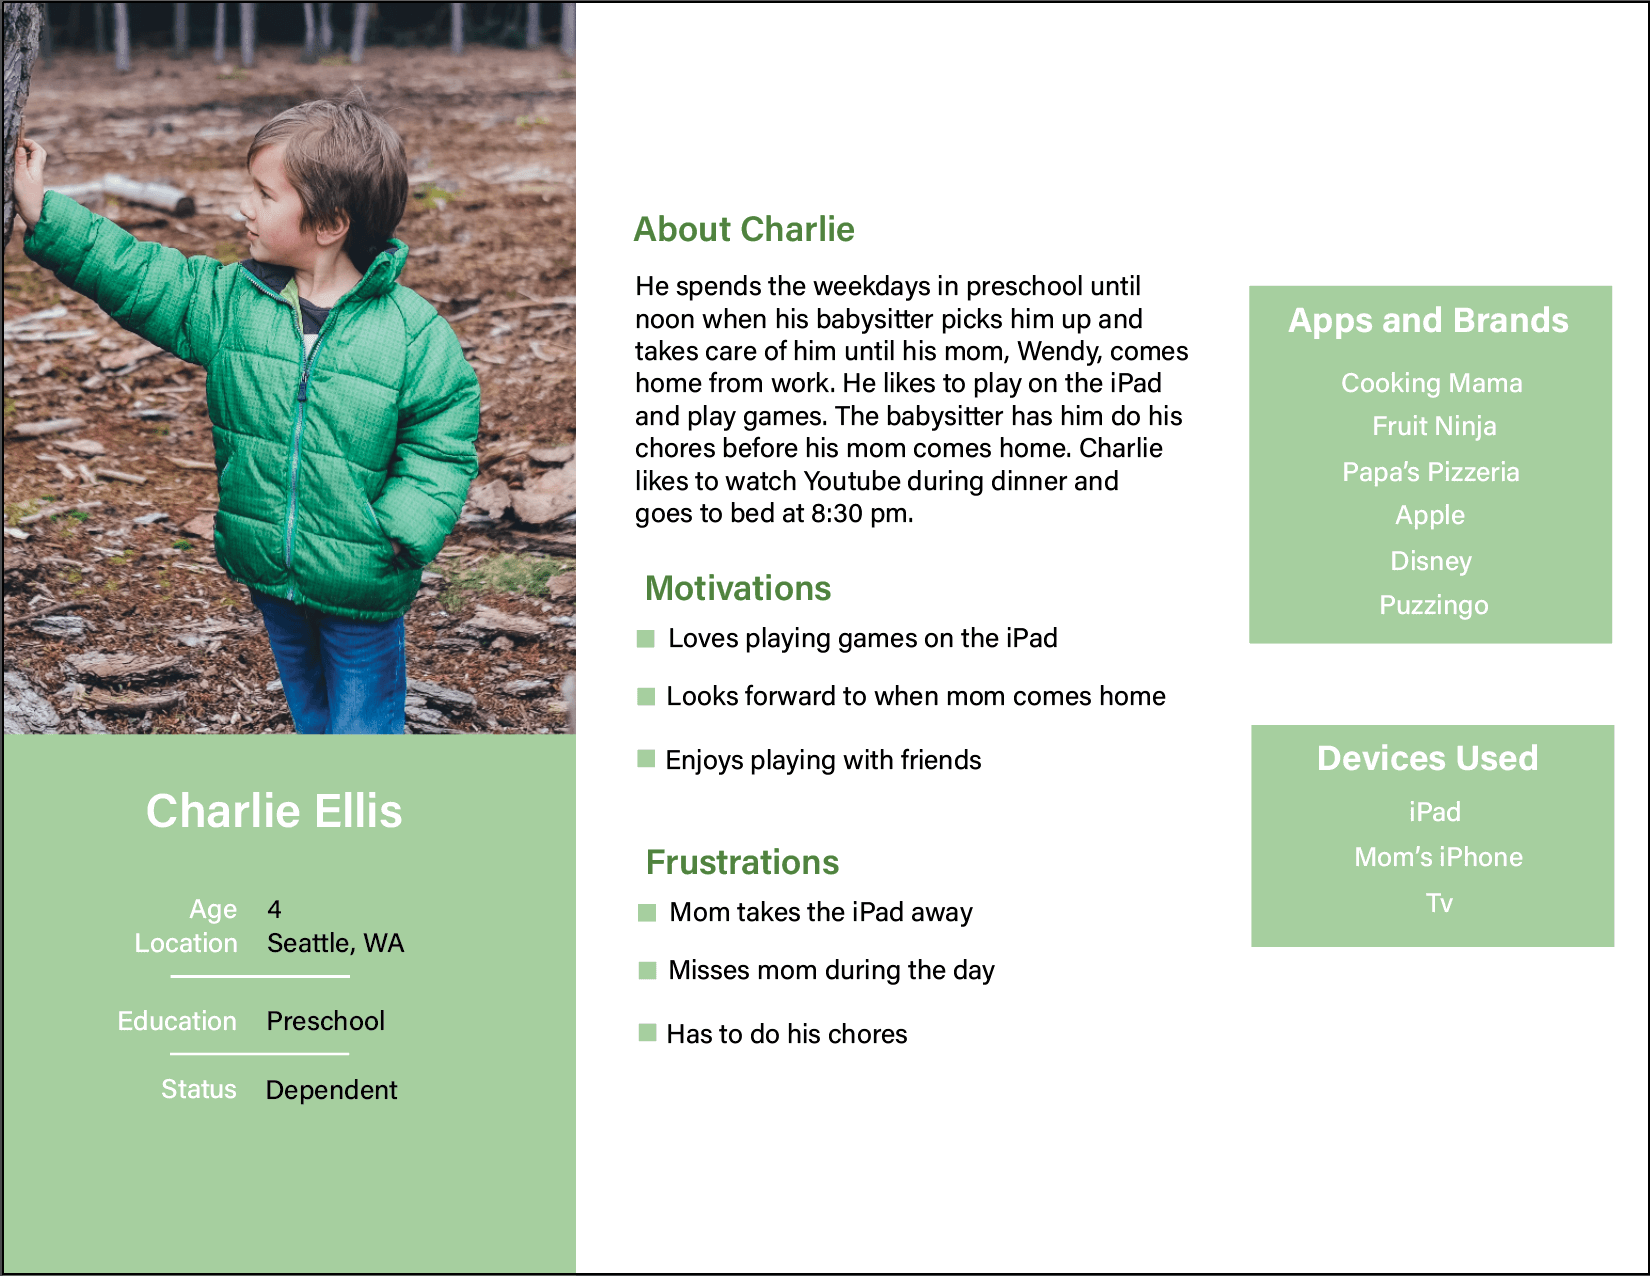 Charlie Ellis
Age 4
Location Seattle, WA
Education Preschool
Status Dependent
About Charlie
He spends the weekdays in preschool until
noon when his babysitter picks him up and
takes care of him until his mom, Wendy, comes
home from work. He likes to play on the iPad
and play games. The babysitter has him do his
chores before his mom comes home. Charlie
likes to watch Youtube during dinner and
goes to bed at 8:30 pm.
Motivations
Loves playing games on the iPad
Looks forward to when mom comes home
Enjoys playing with friends
Frustrations
Mom takes the iPad away
Misses mom during the day
Has to do his chores
Apps and Brands
Cooking Mama
Fruit Ninja
Papa's Pizzeria
Apple
Disney
Puzzingo
Devices Used
iPad
Mom's iPhone
Tv